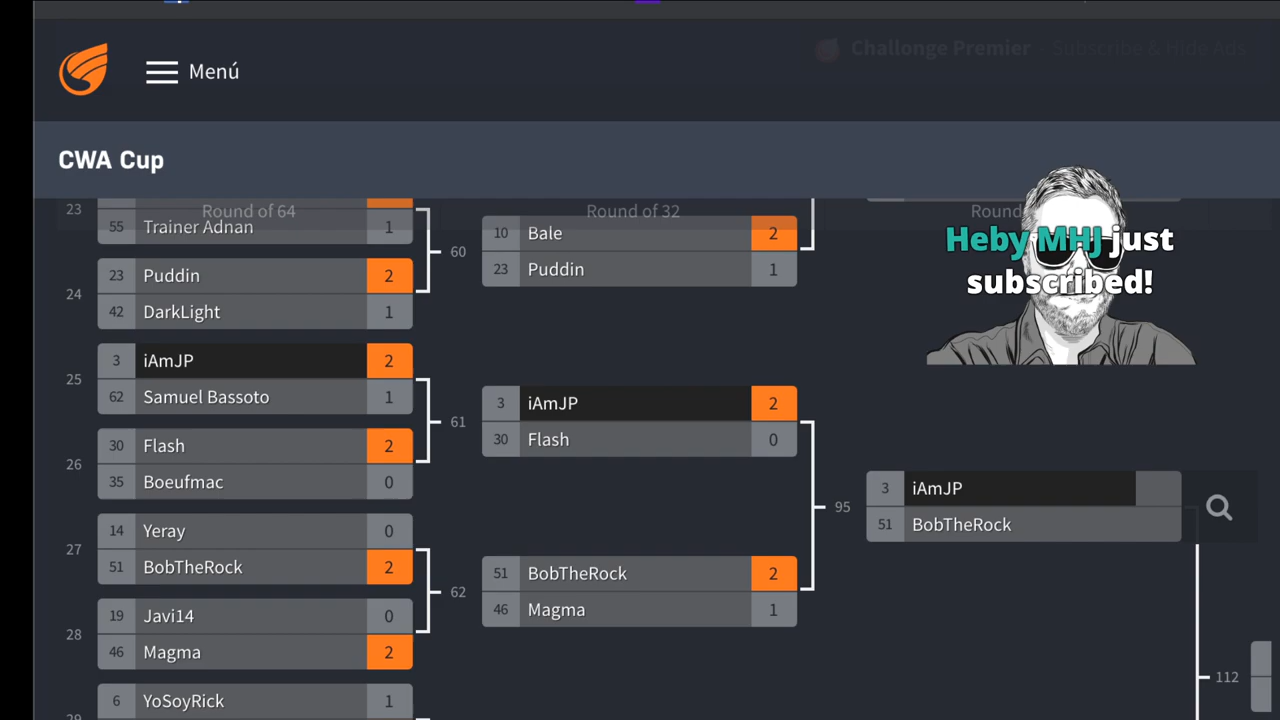 Challonge Premier - Subscribe & Hide Ads
Menú
CWA Cup
Round of 64
Round of 32
Round
23
55 Trainer Adnan 1
60
10 Bale 2
23 Puddin 1
24
23 Puddin 2
42 DarkLight 1
Heby MHJ just
subscribed!
25
3 iAmJP 2
62 Samuel Bassoto 1
61
3 iAmJP 2
30 Flash 0
26
30 Flash 2
35 Boeufmac 0
95
3 iAmJP
51 BobTheRock
27
14 Yeray 0
51 BobTheRock 2
62
51 BobTheRock 2
46 Magma 1
28
19 Javi14 0
46 Magma 2
112
6 YoSoyRick 1
29